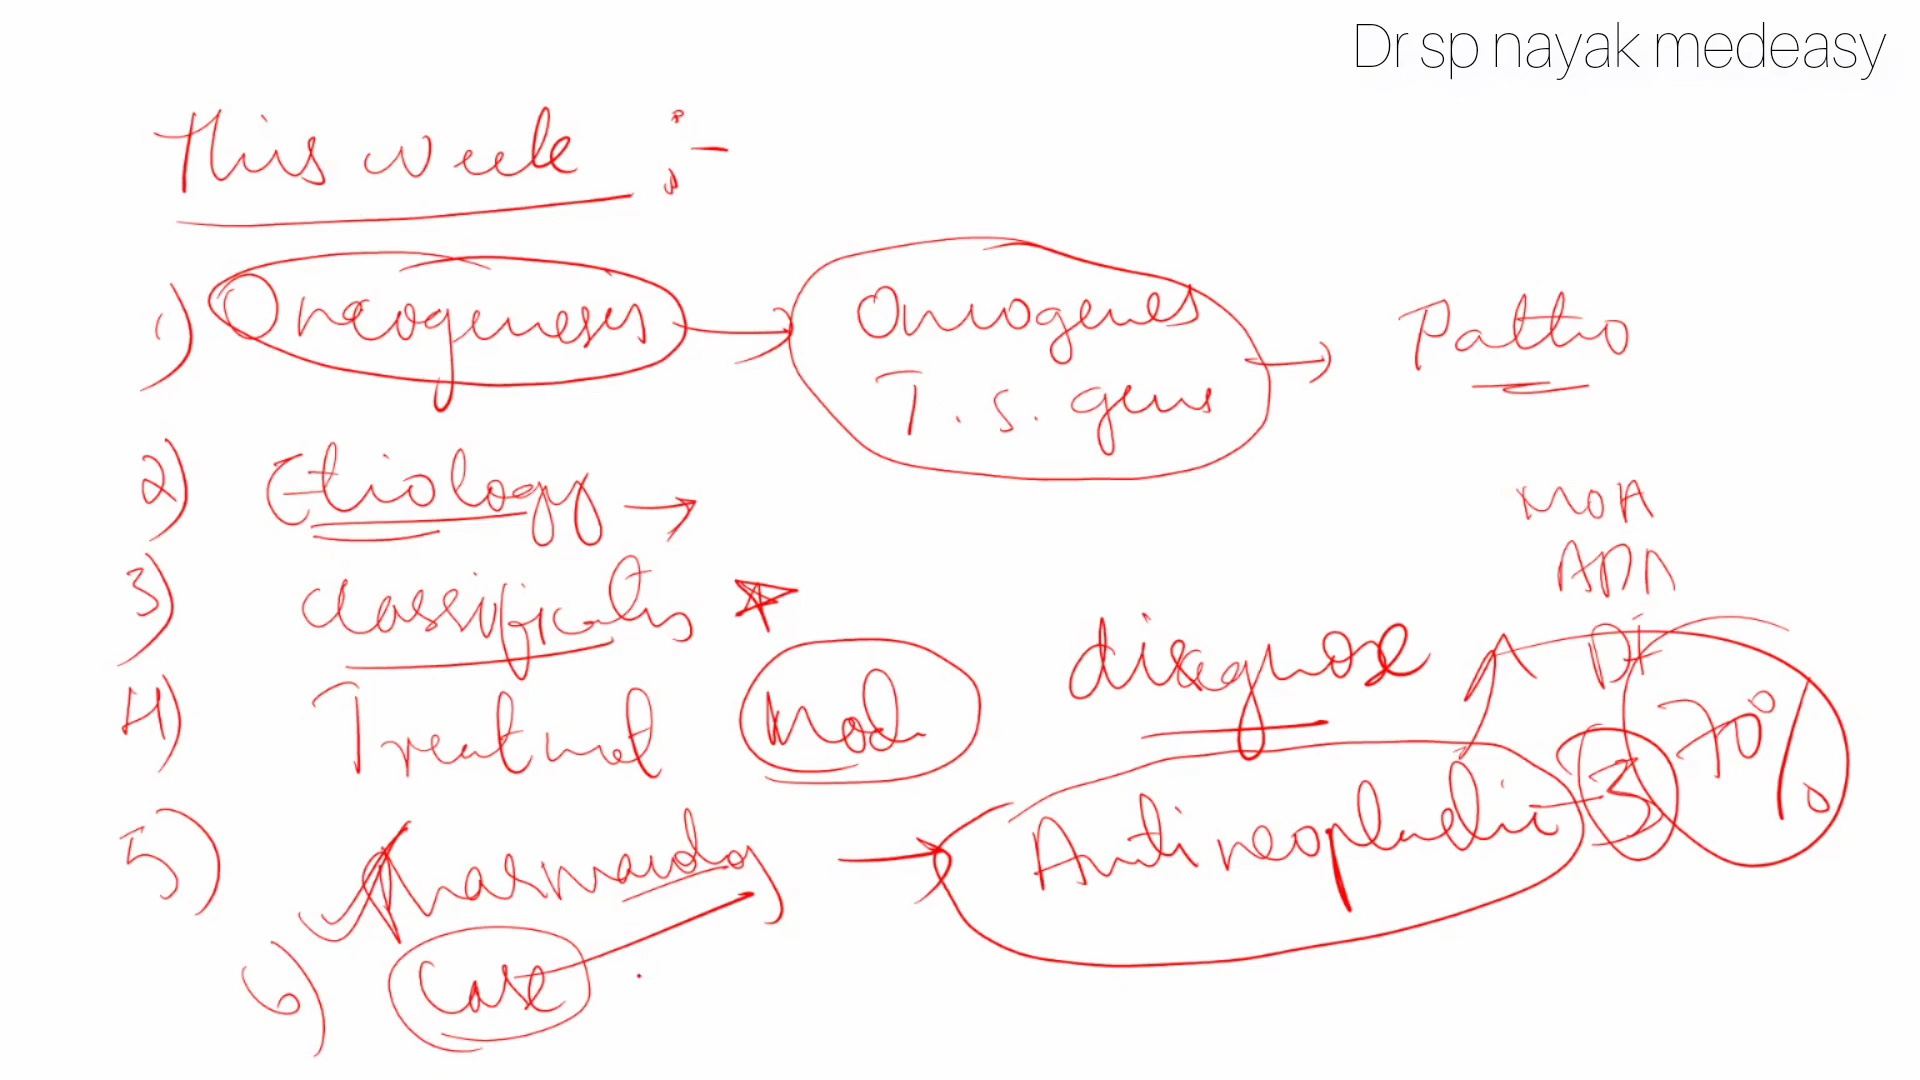 Dr sp nayak medeasy
This week :-
1) Oncogenesis → Oncogenes T.S. genes → Patho
2) Etiology →
3) Classification
4) Treatment Mod diagnose
MOA
ADR
70%
5) Pharmacology → Antineoplastic 3
6) Case